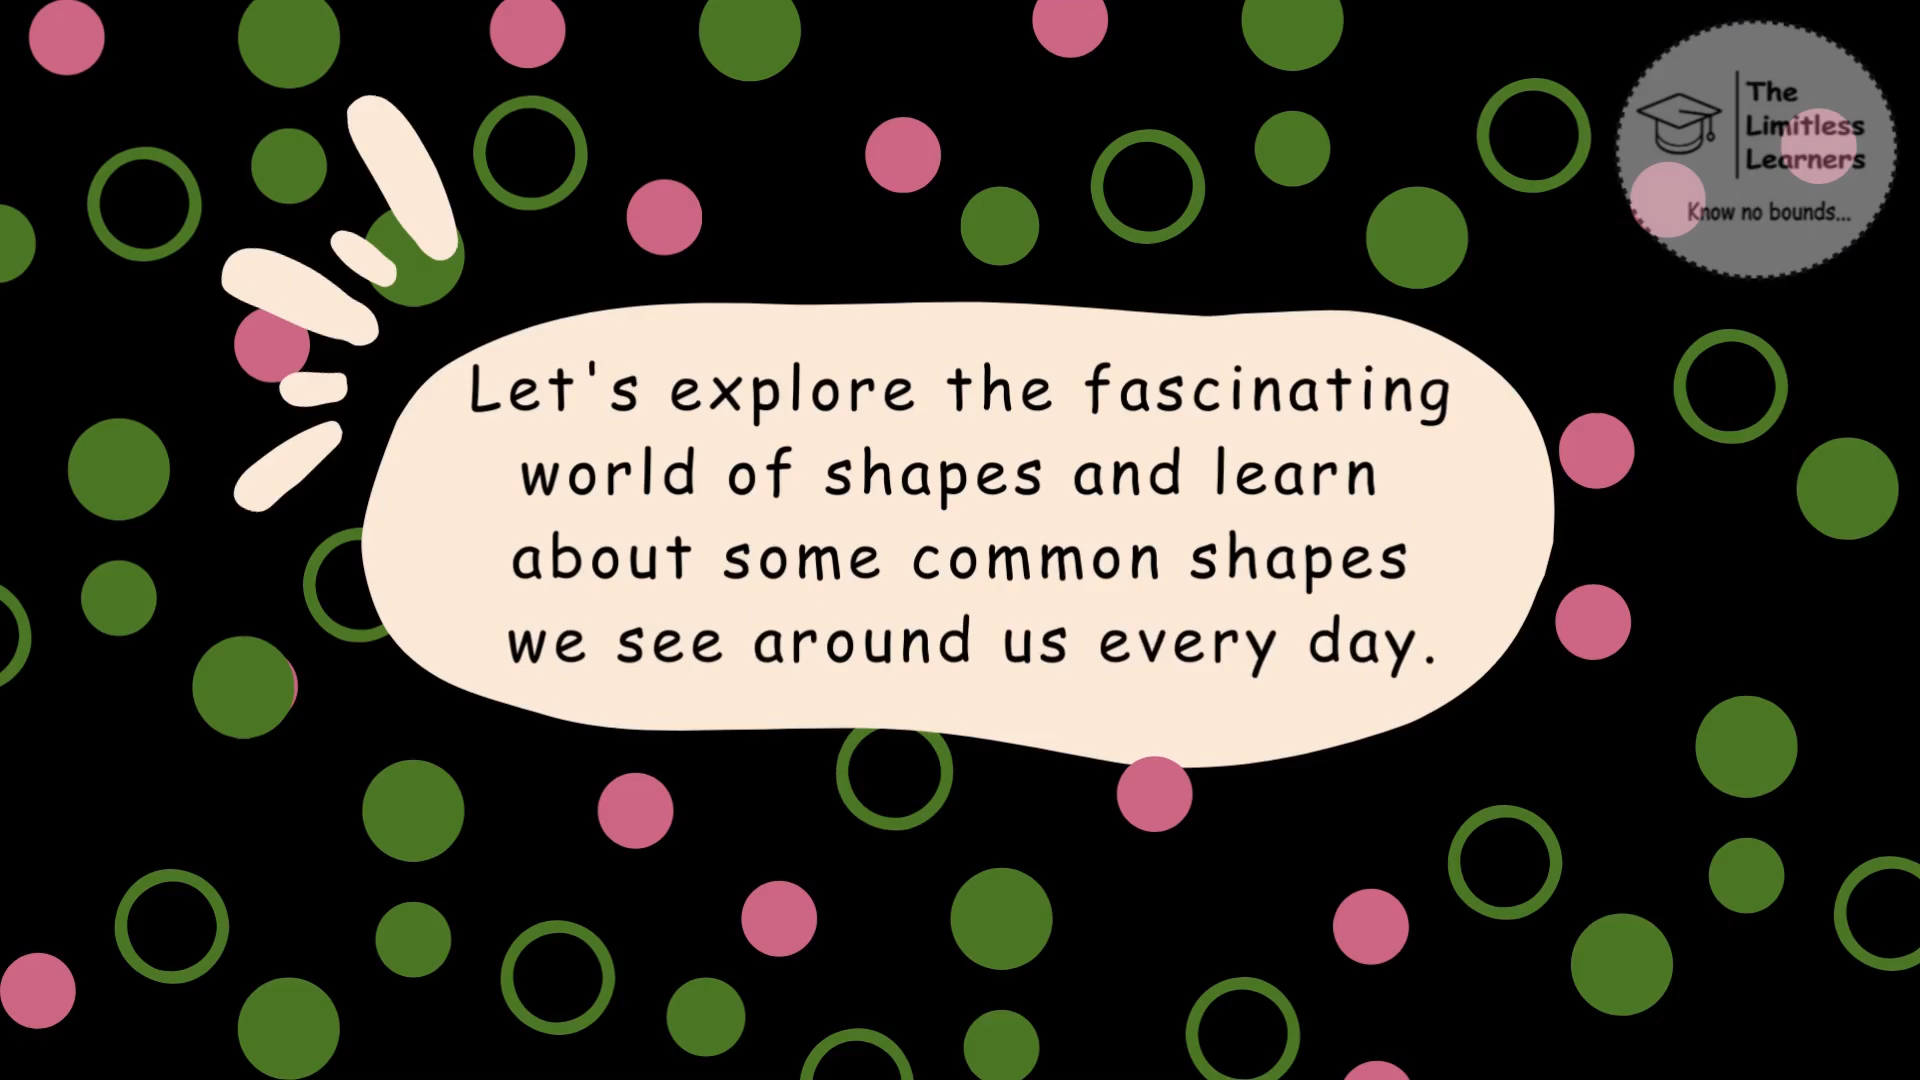 The
Limitless
Learners
Know no bounds...
Let's explore the fascinating
world of shapes and learn
about some common shapes
we see around us every day.